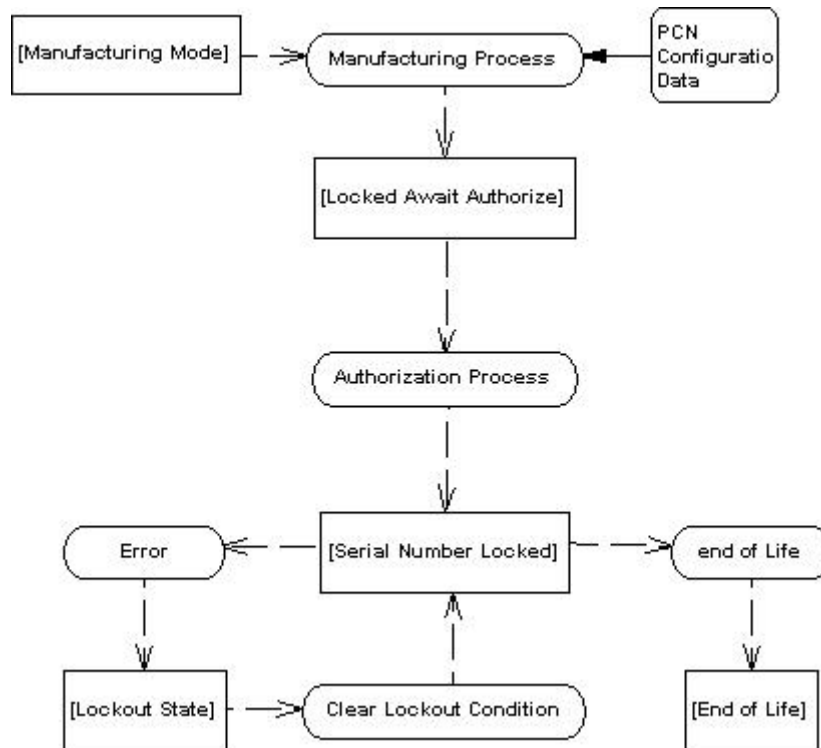 [Manufacturing Mode]
Manufacturing Process
PCN
Configuratio
Data
[Locked Await Authorize]
Authorization Process
Error
[Serial Number Locked]
end of Life
[Lockout State]
Clear Lockout Condition
[End of Life]